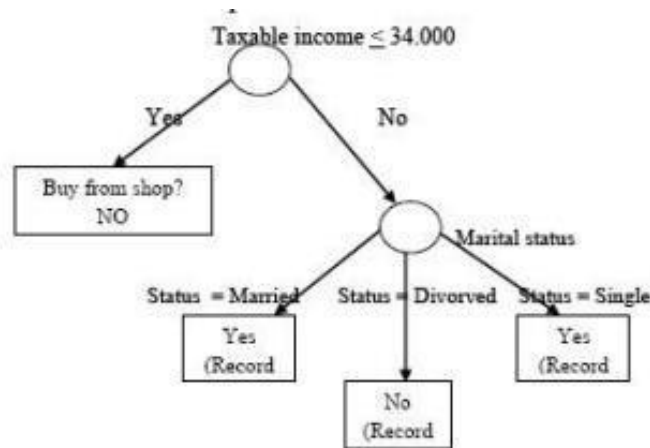 Taxable income ≤ 34.000
Yes
No
Buy from shop?
NO
Marital status
Status = Married
Status = Divorved
Status = Single
Yes
(Record
Yes
(Record
No
(Record